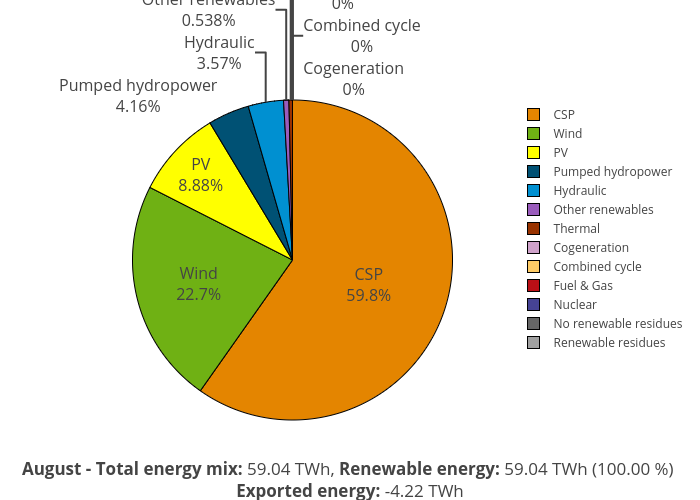 Other renewables
0.538%
0%
Combined cycle
0%
Hydraulic
3.57%
Cogeneration
0%
Pumped hydropower
4.16%
PV
8.88%
Wind
22.7%
CSP
59.8%
CSP
Wind
PV
Pumped hydropower
Hydraulic
Other renewables
Thermal
Cogeneration
Combined cycle
Fuel & Gas
Nuclear
No renewable residues
Renewable residues
August - Total energy mix: 59.04 TWh, Renewable energy: 59.04 TWh (100.00 %)
Exported energy: -4.22 TWh